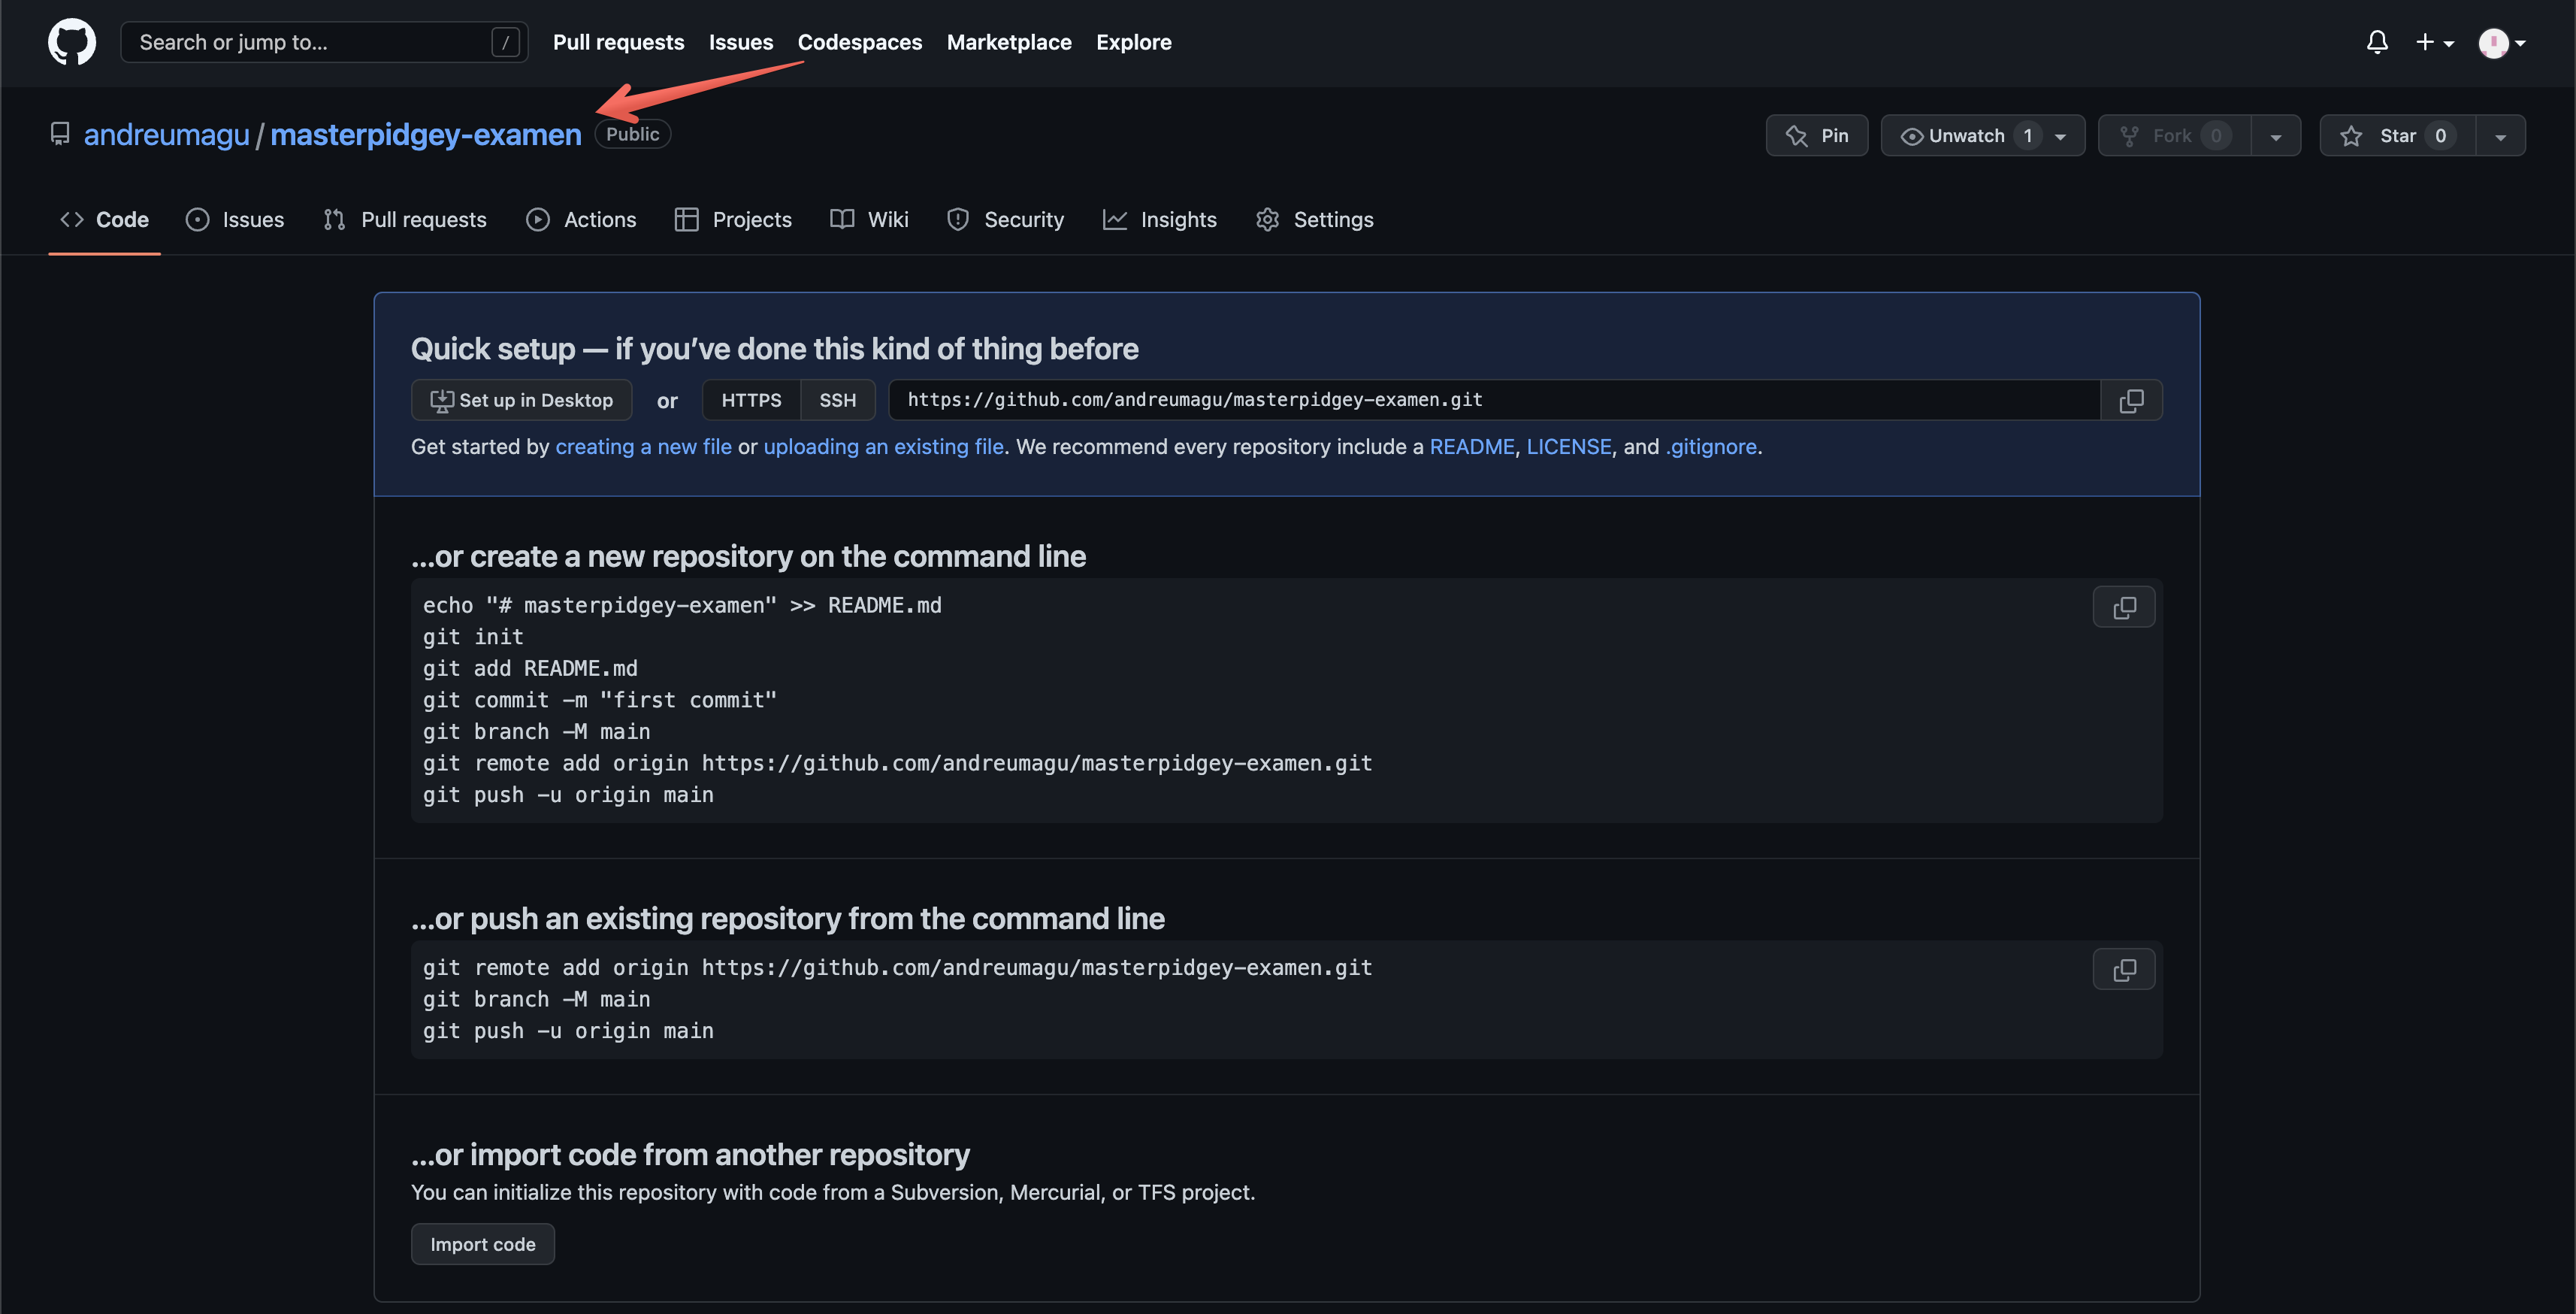 Search or jump to... /
Pull requests Issues Codespaces Marketplace Explore
andreumagu / masterpidgey-examen Public
Pin Unwatch 1 Fork 0 Star 0
Code Issues Pull requests Actions Projects Wiki Security Insights Settings
Quick setup — if you’ve done this kind of thing before
Set up in Desktop or HTTPS SSH https://github.com/andreumagu/masterpidgey-examen.git
Get started by creating a new file or uploading an existing file. We recommend every repository include a README, LICENSE, and .gitignore.
...or create a new repository on the command line
echo "# masterpidgey-examen" >> README.md
git init
git add README.md
git commit -m "first commit"
git branch -M main
git remote add origin https://github.com/andreumagu/masterpidgey-examen.git
git push -u origin main
...or push an existing repository from the command line
git remote add origin https://github.com/andreumagu/masterpidgey-examen.git
git branch -M main
git push -u origin main
...or import code from another repository
You can initialize this repository with code from a Subversion, Mercurial, or TFS project.
Import code